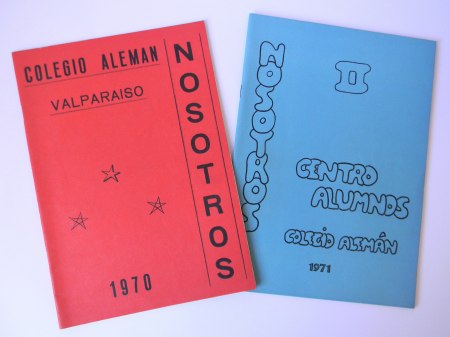 COLEGIO ALEMAN
VALPARAISO
NOSOTROS
1970
NOSOTROS
II
CENTRO
ALUMNOS
COLEGIO ALEMÁN
1971